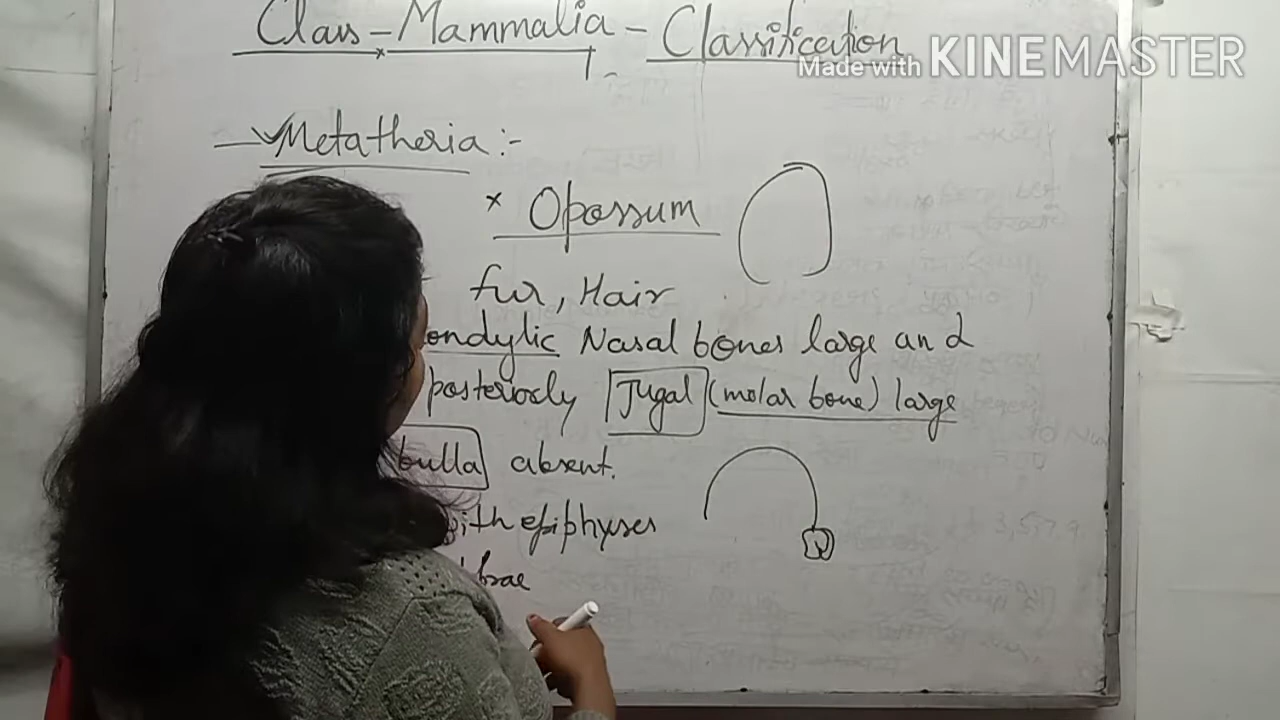 Class - Mammalia - Classification
Made with KINEMASTER
Metatheria :-
x Opossum
fur, Hair
ondylic Nasal bones large and
posteriorly Jugal (molar bone) large
bulla absent.
with epiphyses
brae